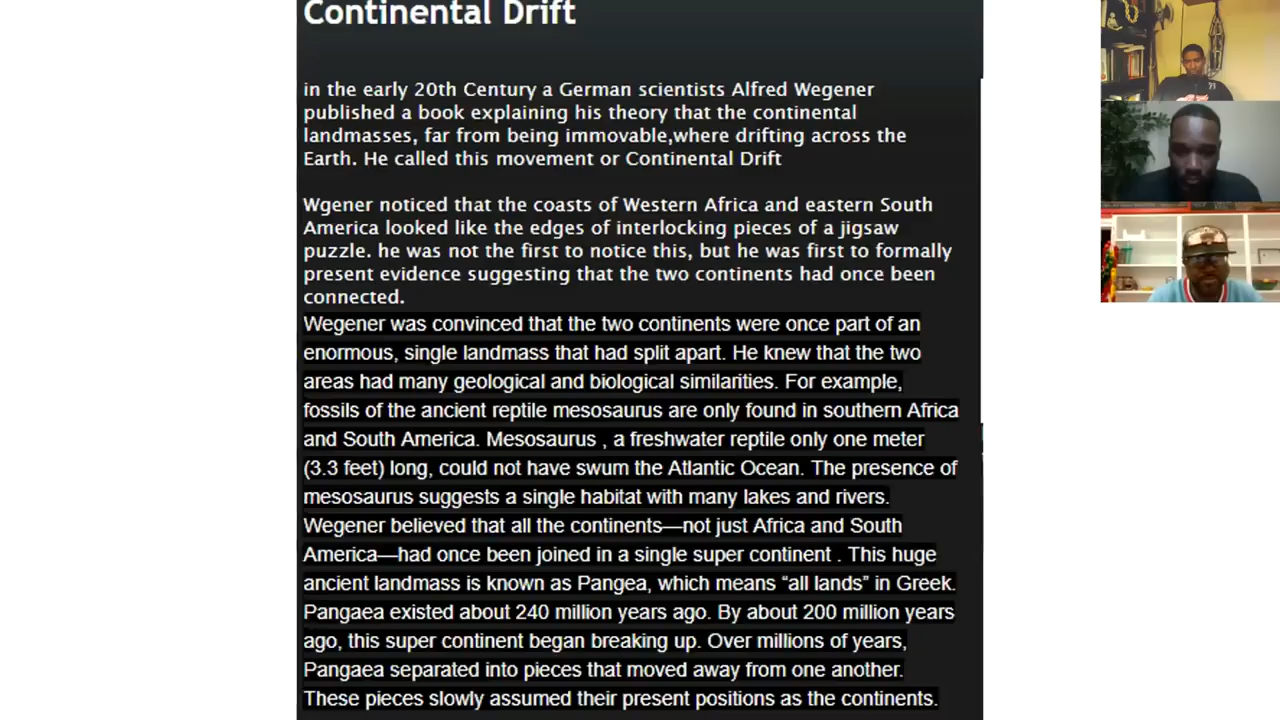 Continental Drift
in the early 20th Century a German scientists Alfred Wegener
published a book explaining his theory that the continental
landmasses, far from being immovable,where drifting across the
Earth. He called this movement or Continental Drift
Wgener noticed that the coasts of Western Africa and eastern South
America looked like the edges of interlocking pieces of a jigsaw
puzzle. he was not the first to notice this, but he was first to formally
present evidence suggesting that the two continents had once been
connected.
Wegener was convinced that the two continents were once part of an
enormous, single landmass that had split apart. He knew that the two
areas had many geological and biological similarities. For example,
fossils of the ancient reptile mesosaurus are only found in southern Africa
and South America. Mesosaurus , a freshwater reptile only one meter
(3.3 feet) long, could not have swum the Atlantic Ocean. The presence of
mesosaurus suggests a single habitat with many lakes and rivers.
Wegener believed that all the continents—not just Africa and South
America—had once been joined in a single super continent . This huge
ancient landmass is known as Pangea, which means “all lands” in Greek.
Pangaea existed about 240 million years ago. By about 200 million years
ago, this super continent began breaking up. Over millions of years,
Pangaea separated into pieces that moved away from one another.
These pieces slowly assumed their present positions as the continents.